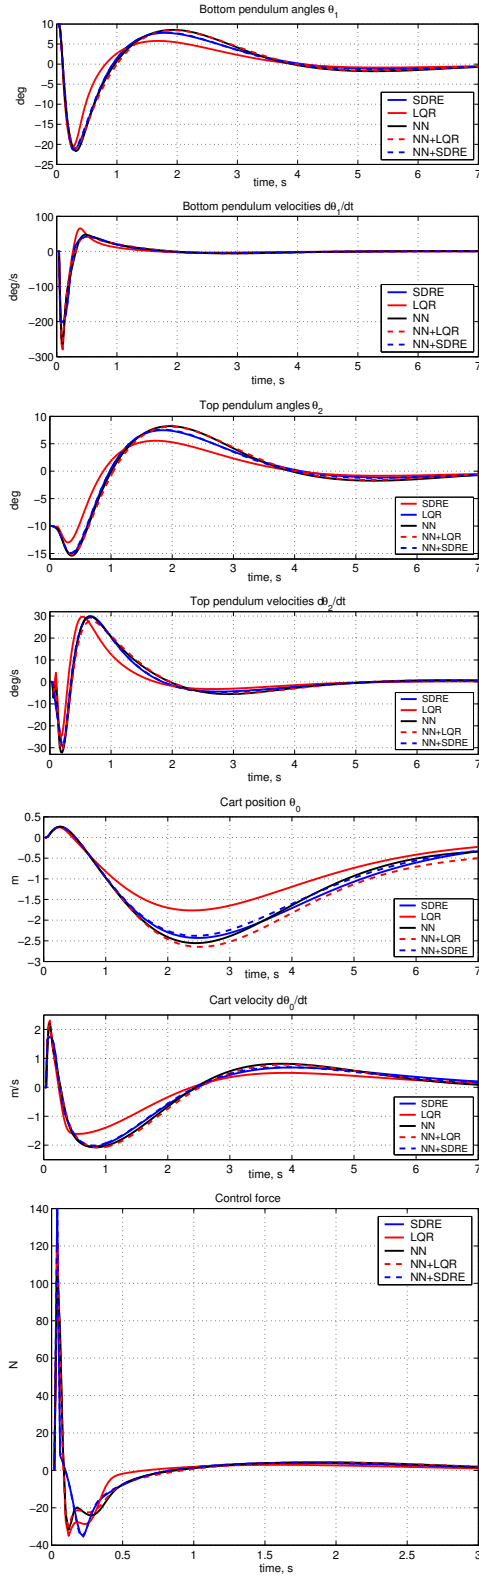 Bottom pendulum angles θ1
10
5
0
−5
−10
−15
−20
−25
deg
SDRE
LQR
NN
NN+LQR
NN+SDRE
0 1 2 3 4 5 6 7
time, s
Bottom pendulum velocities dθ1/dt
100
0
−100
−200
−300
deg/s
SDRE
LQR
NN
NN+LQR
NN+SDRE
0 1 2 3 4 5 6 7
time, s
Top pendulum angles θ2
10
5
0
−5
−10
−15
deg
SDRE
LQR
NN
NN+LQR
NN+SDRE
0 1 2 3 4 5 6 7
time, s
Top pendulum velocities dθ2/dt
30
20
10
0
−10
−20
−30
deg/s
SDRE
LQR
NN
NN+LQR
NN+SDRE
0 1 2 3 4 5 6 7
time, s
Cart position θ0
0.5
0
−0.5
−1
−1.5
−2
−2.5
−3
m
SDRE
LQR
NN
NN+LQR
NN+SDRE
0 1 2 3 4 5 6 7
time, s
Cart velocity dθ0/dt
2
1
0
−1
−2
m/s
SDRE
LQR
NN
NN+LQR
NN+SDRE
0 1 2 3 4 5 6 7
time, s
Control force
140
120
100
80
60
40
20
0
−20
−40
N
SDRE
LQR
NN
NN+LQR
NN+SDRE
0 0.5 1 1.5 2 2.5 3
time, s